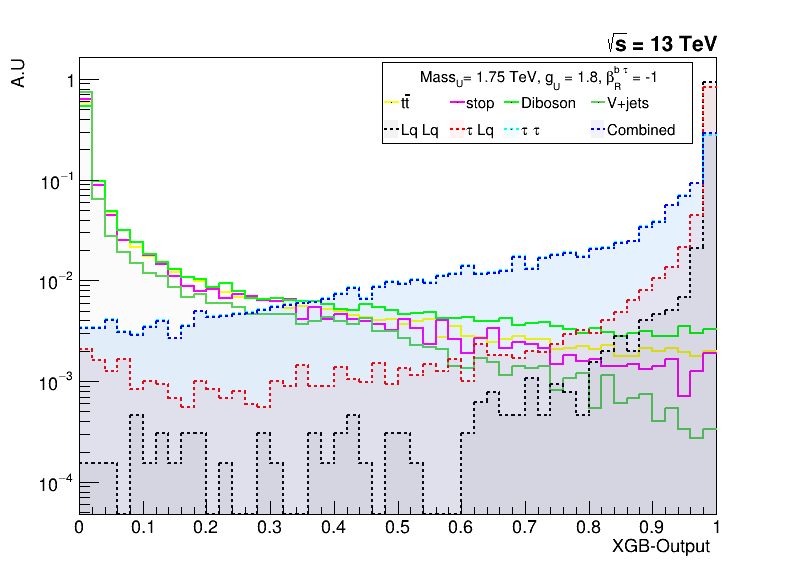 √s = 13 TeV
A.U
Mass_U= 1.75 TeV, g_U = 1.8, β_R^{b τ} = -1
tt̄ stop Diboson V+jets
Lq Lq τ Lq τ τ Combined
1
10⁻¹
10⁻²
10⁻³
10⁻⁴
0 0.1 0.2 0.3 0.4 0.5 0.6 0.7 0.8 0.9 1
XGB-Output